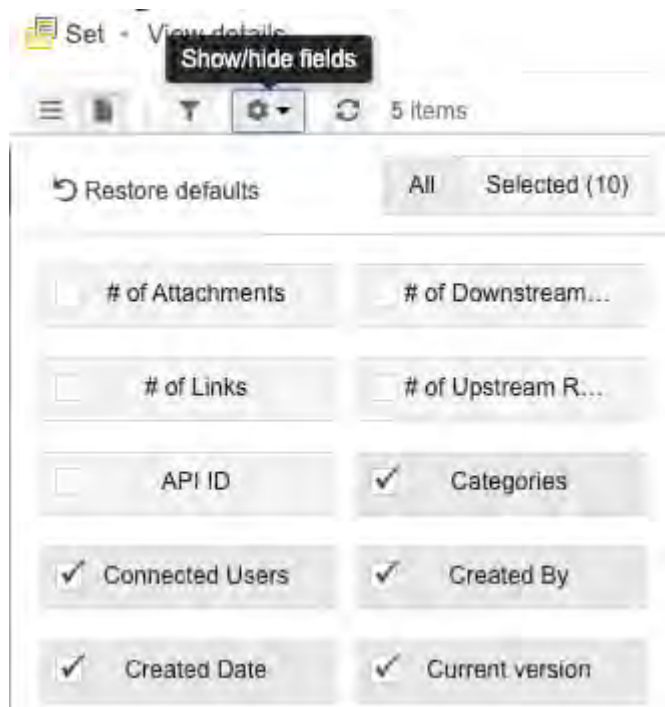 Set - View details
Show/hide fields
5 items
Restore defaults
All Selected (10)
# of Attachments # of Downstream...
# of Links # of Upstream R...
API ID Categories
Connected Users Created By
Created Date Current version